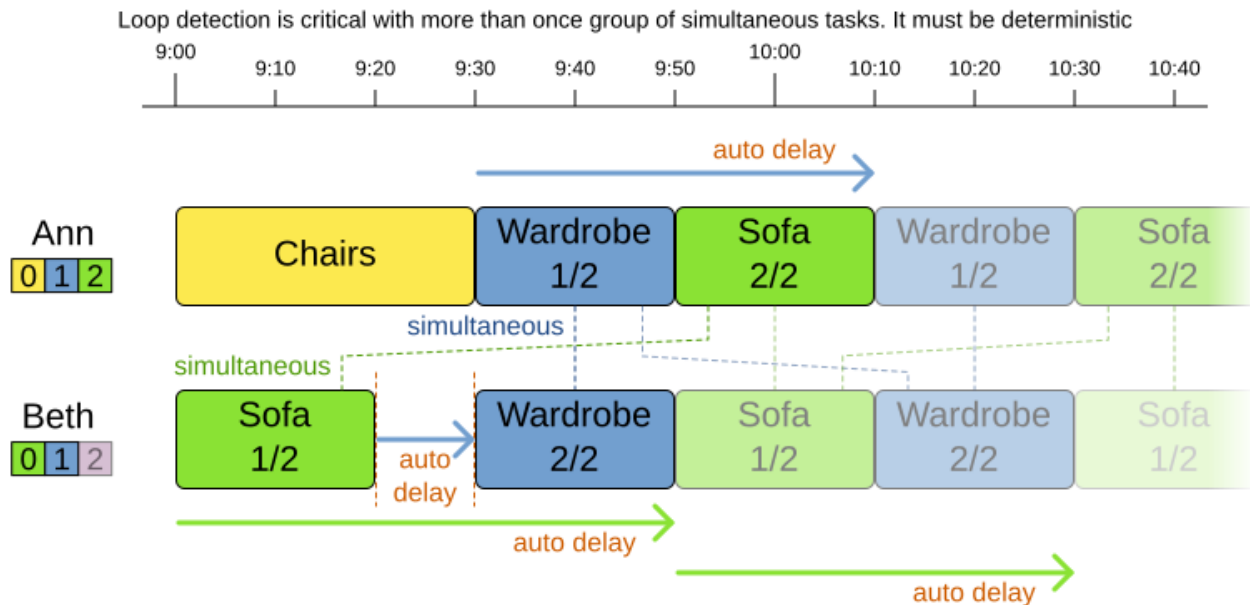 Loop detection is critical with more than once group of simultaneous tasks. It must be deterministic
9:00 9:10 9:20 9:30 9:40 9:50 10:00 10:10 10:20 10:30 10:40
auto delay
Ann
0 1 2
Chairs
Wardrobe
1/2
Sofa
2/2
Wardrobe
1/2
Sofa
2/2
simultaneous
simultaneous
Beth
0 1 2
Sofa
1/2
auto
delay
Wardrobe
2/2
Sofa
1/2
Wardrobe
2/2
Sofa
1/2
auto delay
auto delay